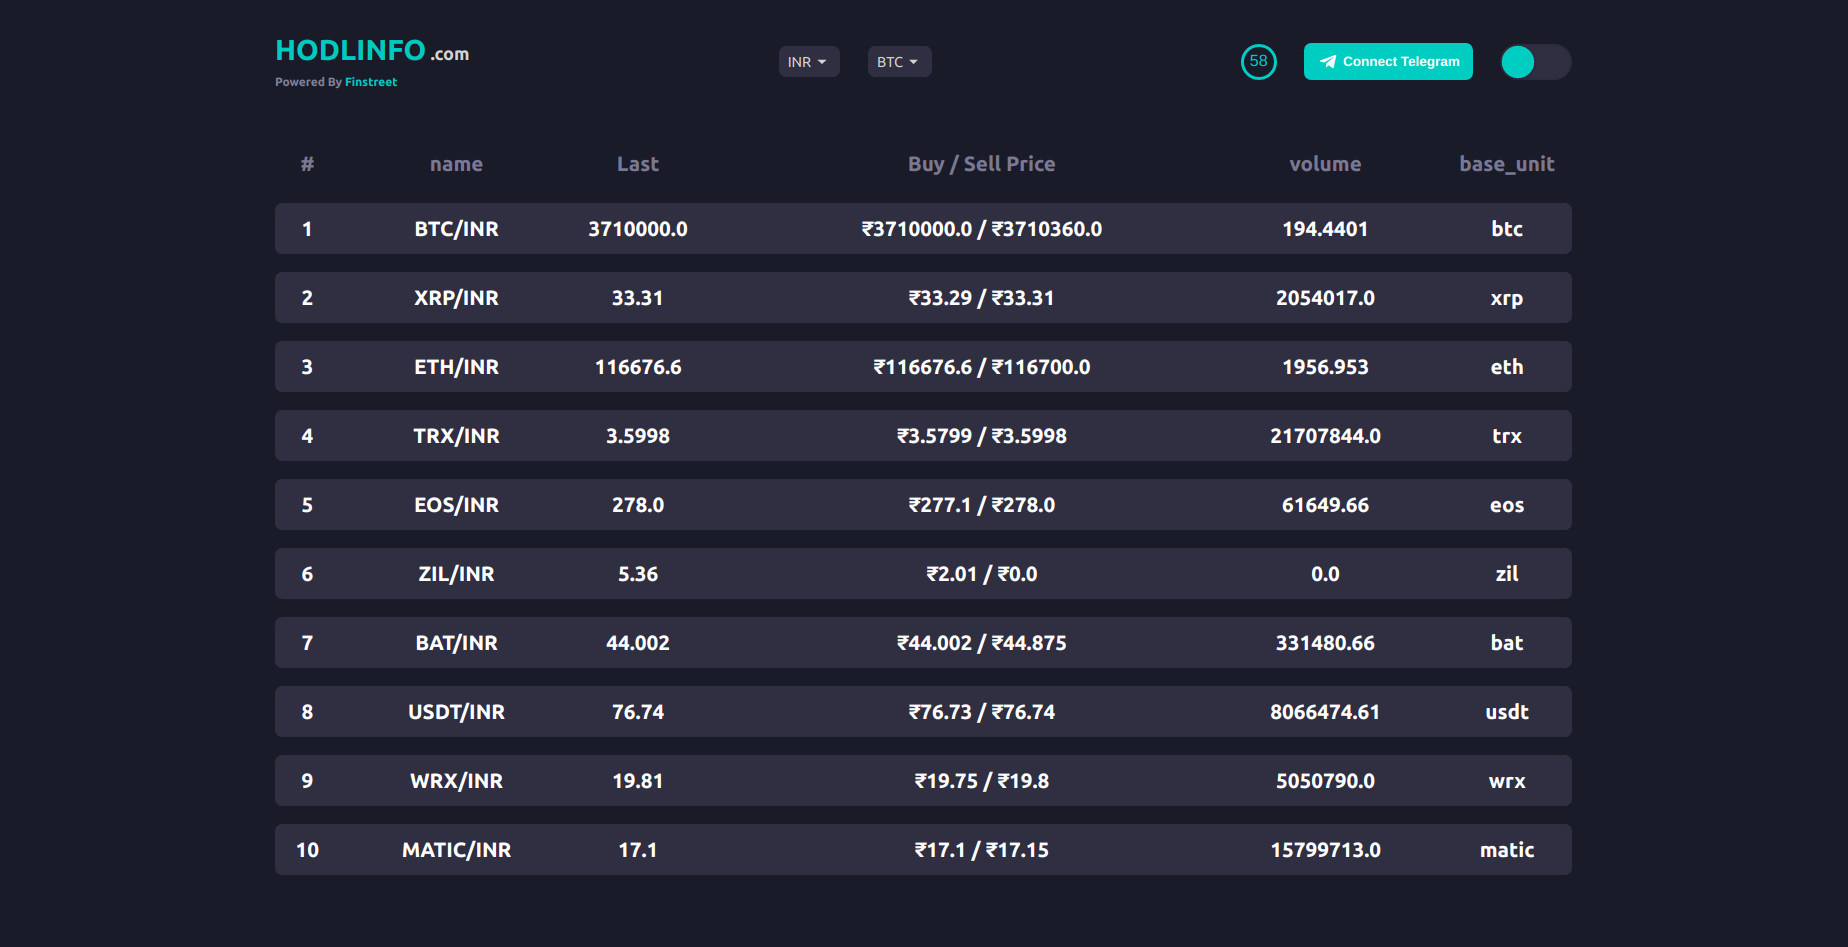 HODLINFO.com
Powered By Finstreet
INR BTC 58 Connect Telegram
# name Last Buy / Sell Price volume base_unit
1 BTC/INR 3710000.0 ₹3710000.0 / ₹3710360.0 194.4401 btc
2 XRP/INR 33.31 ₹33.29 / ₹33.31 2054017.0 xrp
3 ETH/INR 116676.6 ₹116676.6 / ₹116700.0 1956.953 eth
4 TRX/INR 3.5998 ₹3.5799 / ₹3.5998 21707844.0 trx
5 EOS/INR 278.0 ₹277.1 / ₹278.0 61649.66 eos
6 ZIL/INR 5.36 ₹2.01 / ₹0.0 0.0 zil
7 BAT/INR 44.002 ₹44.002 / ₹44.875 331480.66 bat
8 USDT/INR 76.74 ₹76.73 / ₹76.74 8066474.61 usdt
9 WRX/INR 19.81 ₹19.75 / ₹19.8 5050790.0 wrx
10 MATIC/INR 17.1 ₹17.1 / ₹17.15 15799713.0 matic